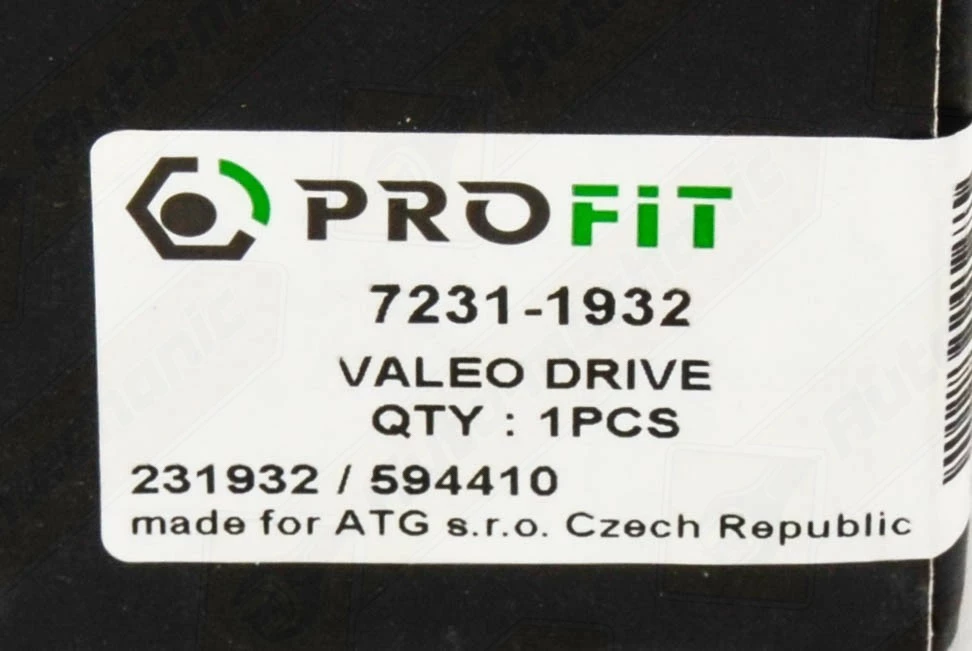 PROFiT
7231-1932
VALEO DRIVE
QTY : 1PCS
231932 / 594410
made for ATG s.r.o. Czech Republic